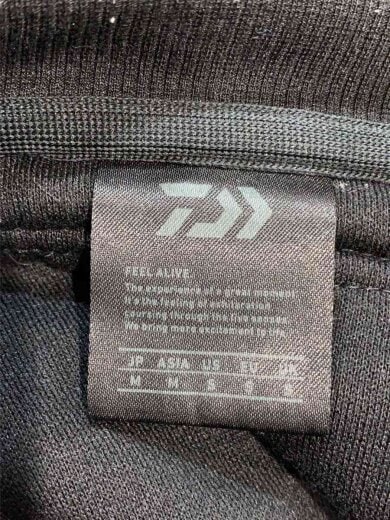 FEEL ALIVE.
The experience of a great moment
It's the feeling of
coursing through the five senses
We bring more excitement to life
JP ASIA US EU UK
M M S S S